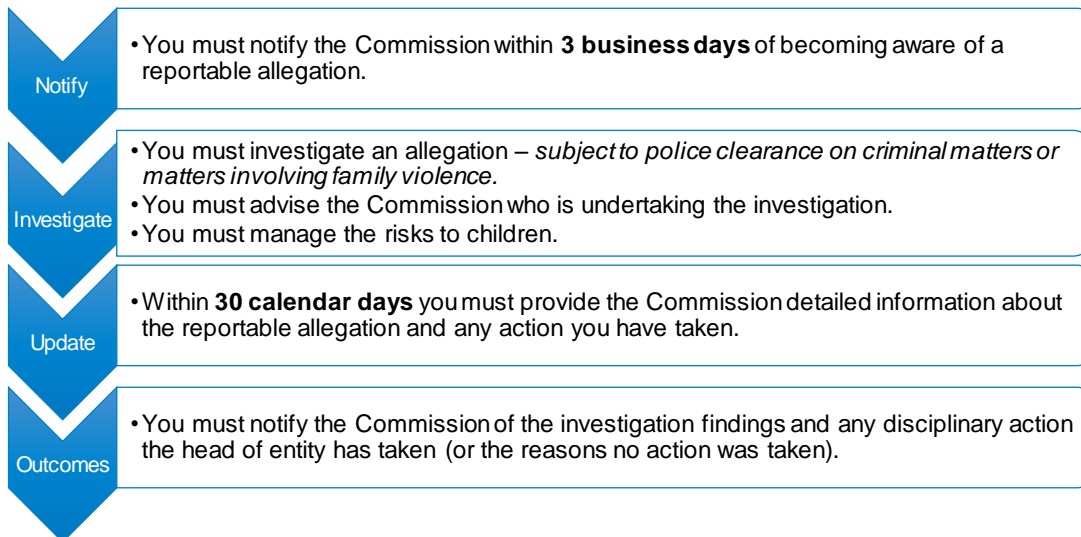 Notify
• You must notify the Commission within 3 business days of becoming aware of a
reportable allegation.
Investigate
• You must investigate an allegation – subject to police clearance on criminal matters or
matters involving family violence.
• You must advise the Commission who is undertaking the investigation.
• You must manage the risks to children.
Update
• Within 30 calendar days you must provide the Commission detailed information about
the reportable allegation and any action you have taken.
Outcomes
• You must notify the Commission of the investigation findings and any disciplinary action
the head of entity has taken (or the reasons no action was taken).